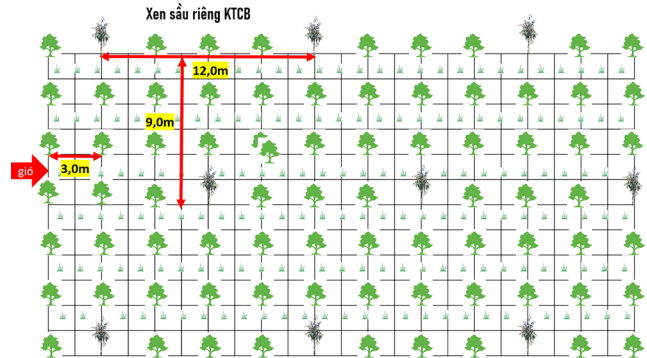 Xen sầu riêng KTCB
12,0m
9,0m
gió
3,0m